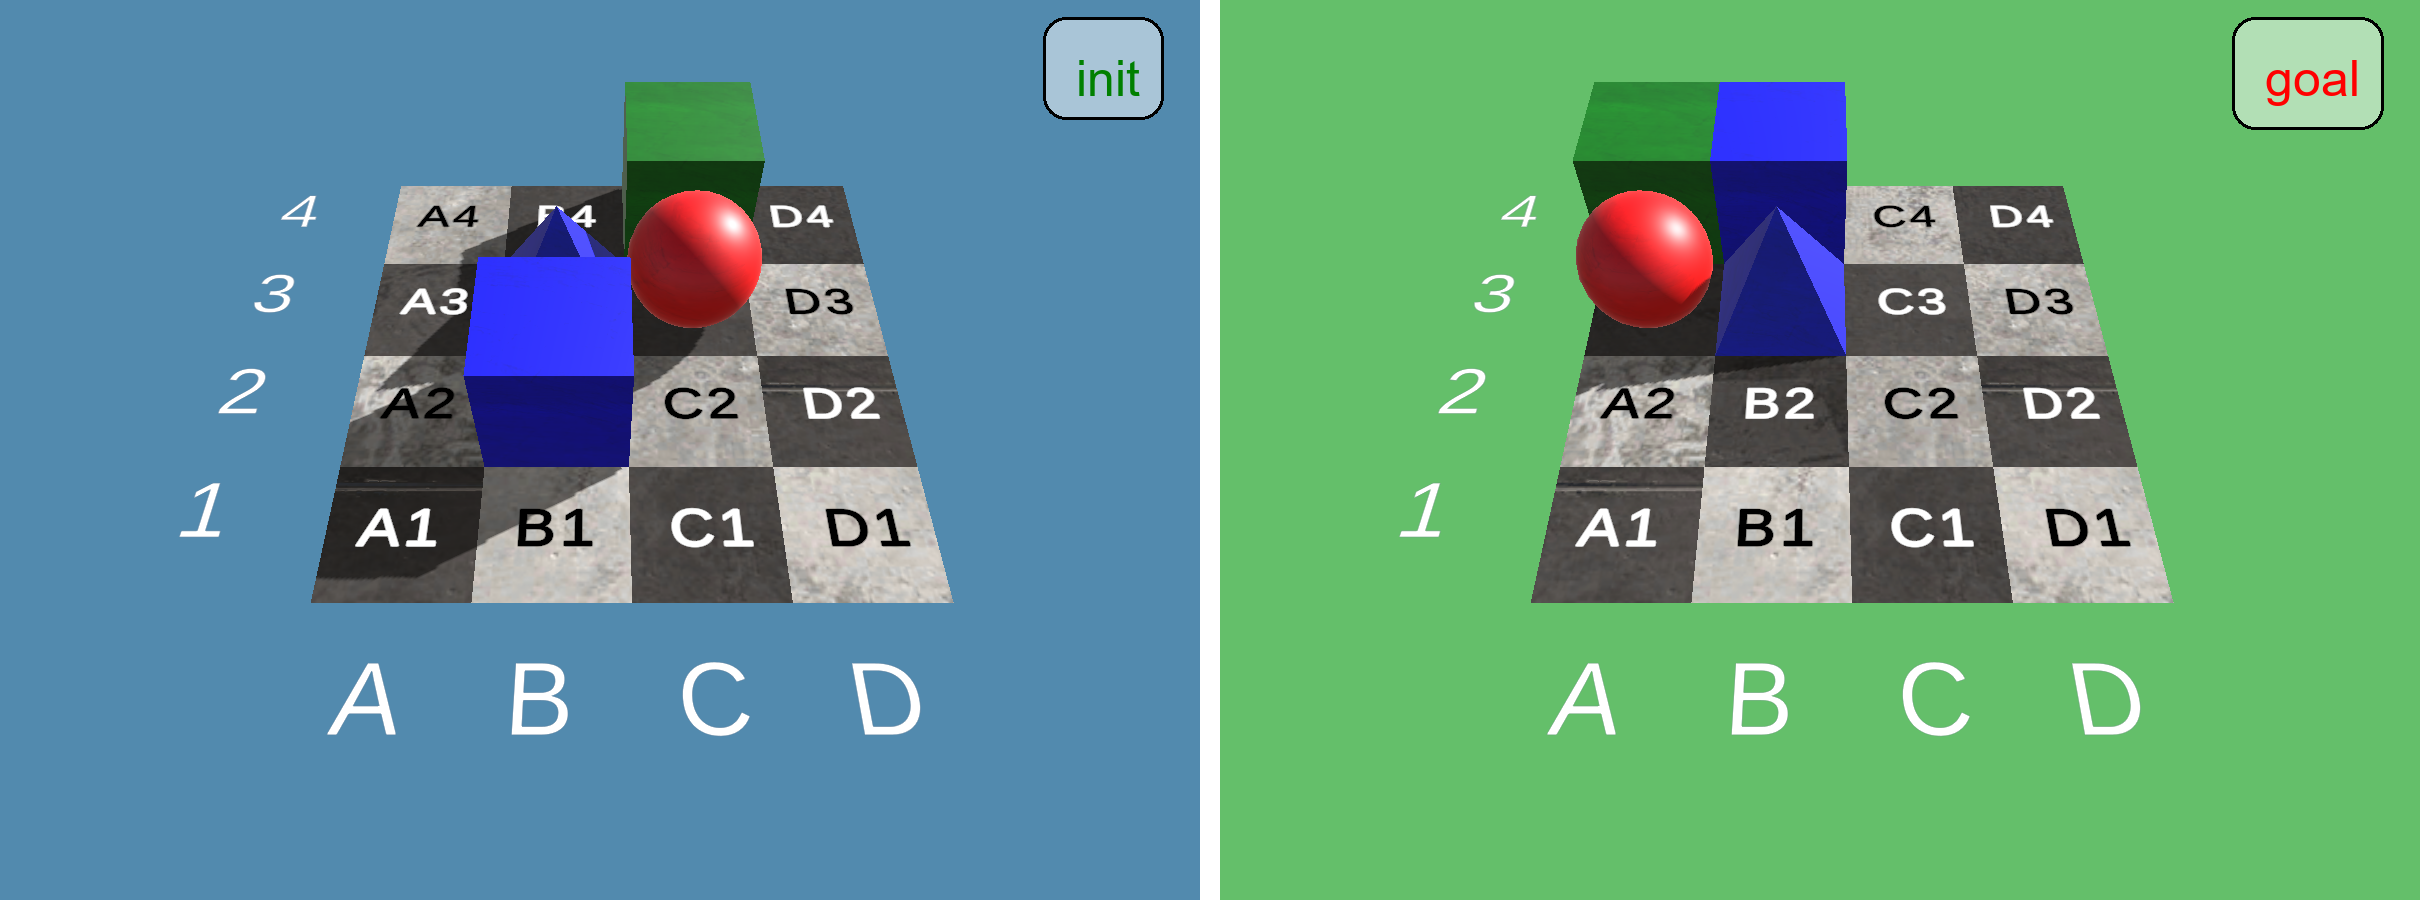 init
4 A4 B4 D4
3 A3 D3
2 A2 C2 D2
1 A1 B1 C1 D1
A B C D
goal
4 C4 D4
3 C3 D3
2 A2 B2 C2 D2
1 A1 B1 C1 D1
A B C D